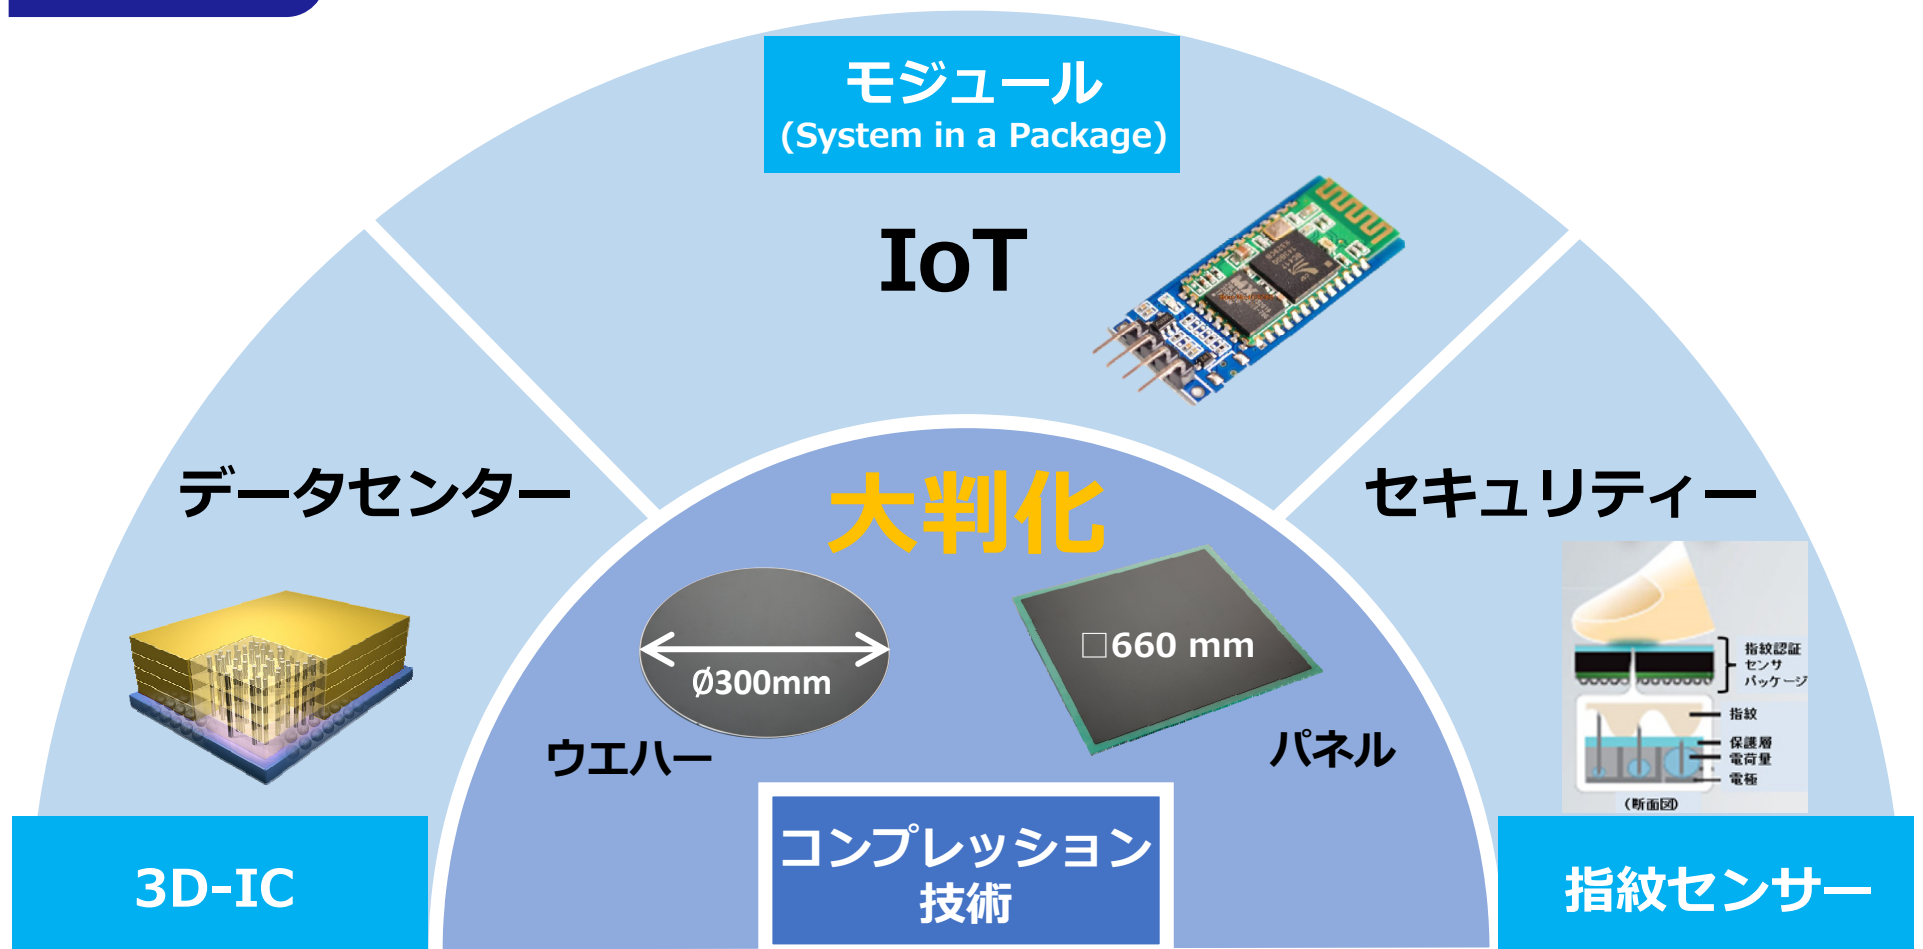 モジュール
(System in a Package)
IoT
データセンター
セキュリティー
大判化
Ø300mm
□660 mm
ウエハー
パネル
指紋認証
センサ
パッケージ
指紋
保護層
電荷量
電極
(断面図)
3D-IC
コンプレッション
技術
指紋センサー